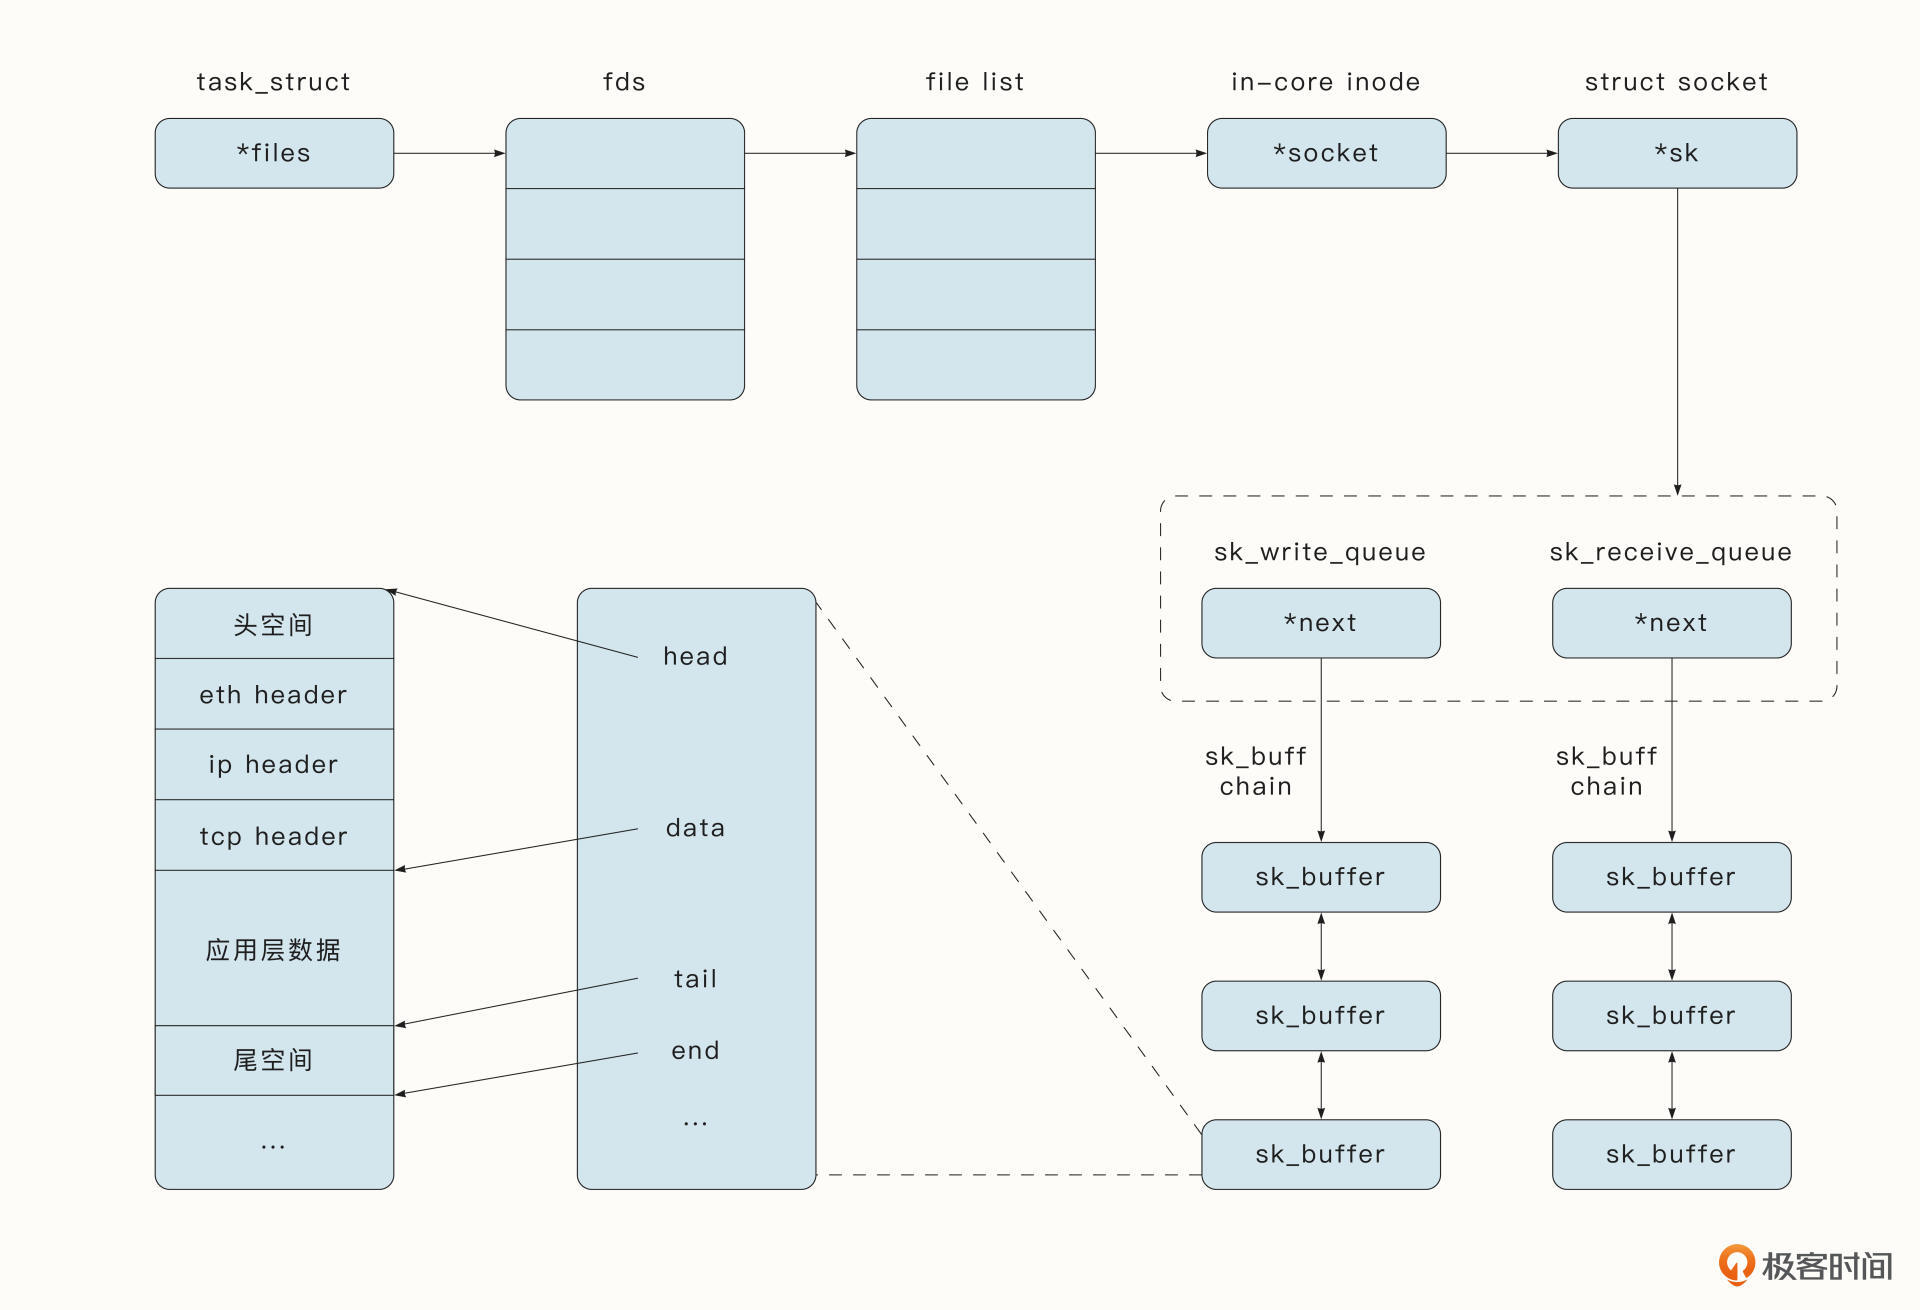 task_struct
fds
file list
in-core inode
struct socket
*files
*socket
*sk
sk_write_queue
sk_receive_queue
*next
*next
sk_buff
chain
sk_buff
chain
sk_buffer
sk_buffer
sk_buffer
sk_buffer
sk_buffer
sk_buffer
头空间
eth header
ip header
tcp header
应用层数据
尾空间
...
head
data
tail
end
...
极客时间